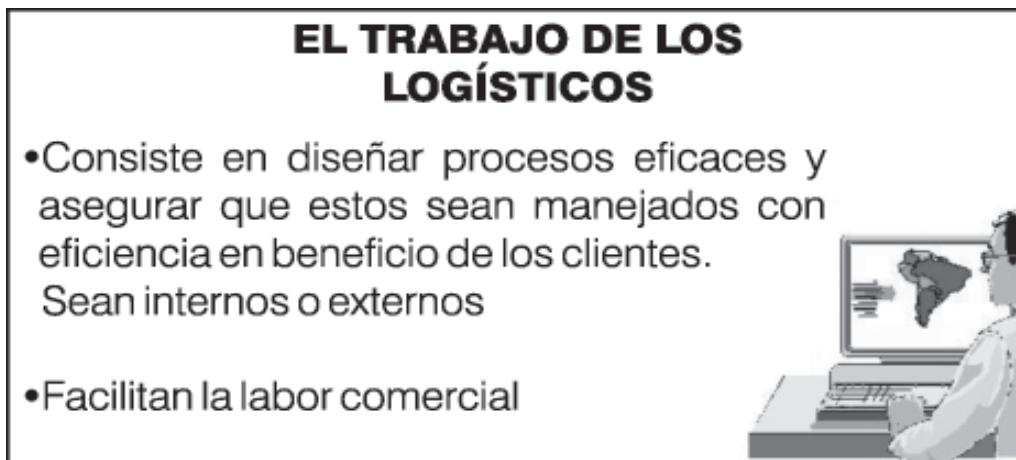 EL TRABAJO DE LOS
LOGÍSTICOS
•Consiste en diseñar procesos eficaces y
asegurar que estos sean manejados con
eficiencia en beneficio de los clientes.
Sean internos o externos
•Facilitan la labor comercial